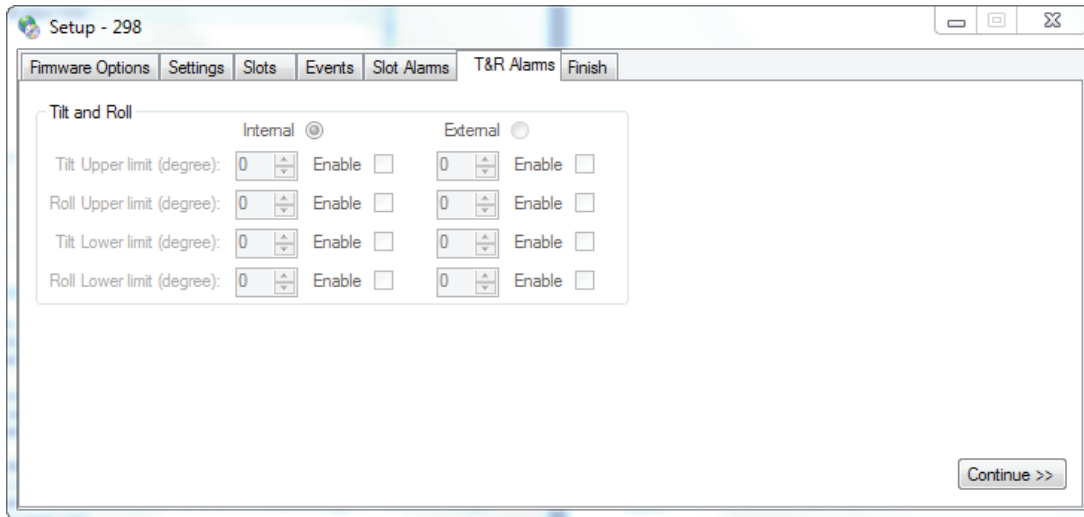 Setup - 298
Firmware Options Settings Slots Events Slot Alarms T&R Alarms Finish
Tilt and Roll
Internal External
Tilt Upper limit (degree): 0 Enable 0 Enable
Roll Upper limit (degree): 0 Enable 0 Enable
Tilt Lower limit (degree): 0 Enable 0 Enable
Roll Lower limit (degree): 0 Enable 0 Enable
Continue >>